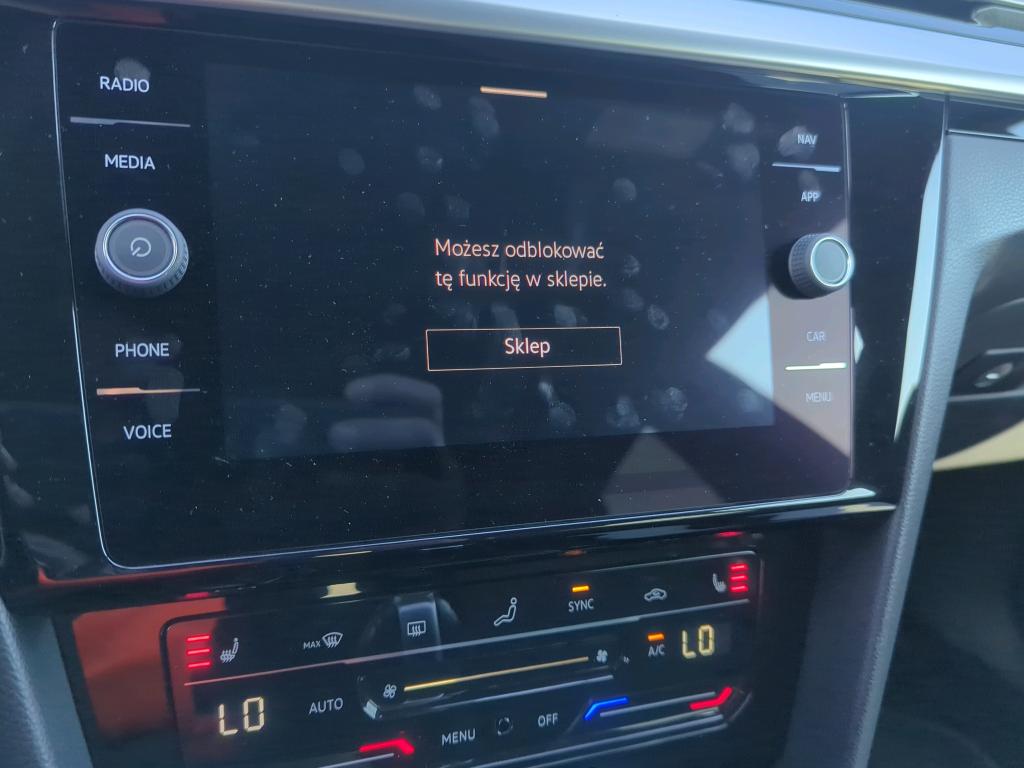 RADIO
MEDIA
PHONE
VOICE
Możesz odblokować
tę funkcję w sklepie.
Sklep
NAV
APP
CAR
MENU
MAX
SYNC
A/C
LO
LO
AUTO
MENU
OFF